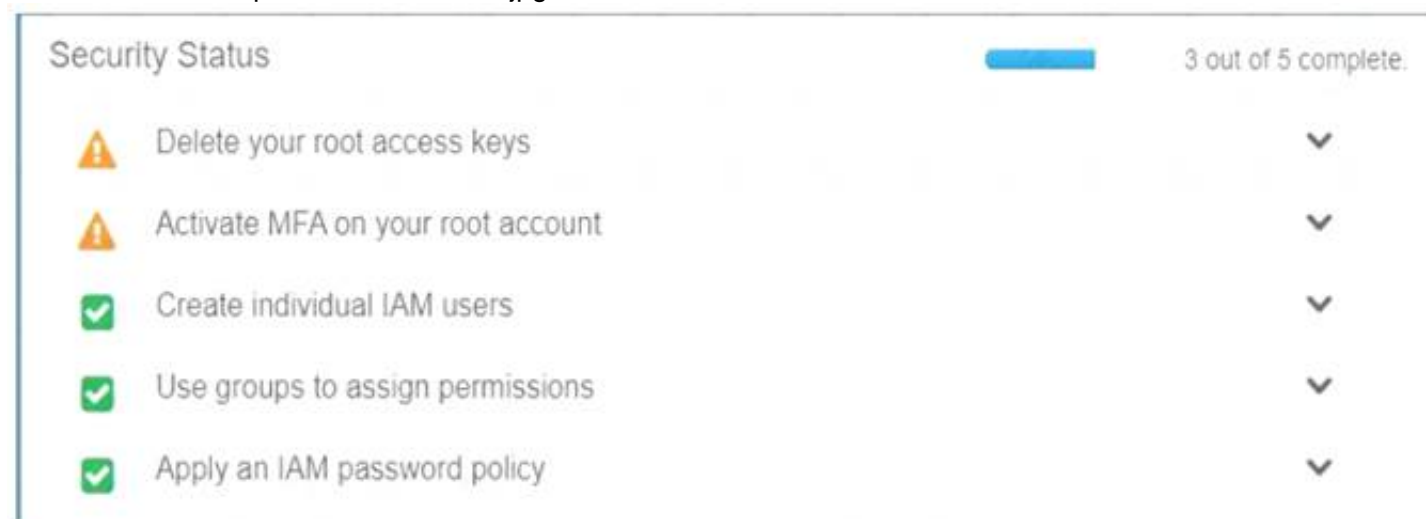 Security Status
3 out of 5 complete.
Delete your root access keys
Activate MFA on your root account
Create individual IAM users
Use groups to assign permissions
Apply an IAM password policy